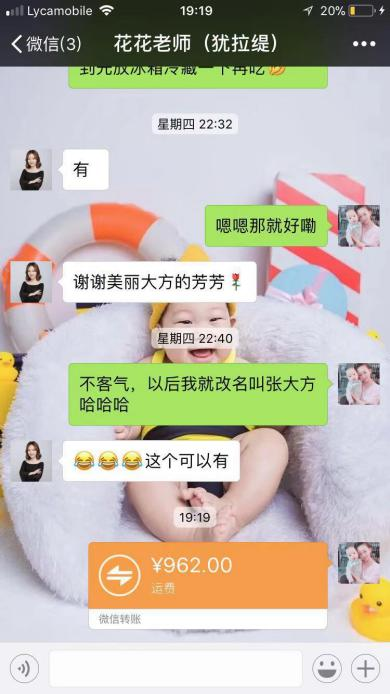 Lycamobile 19:19 20%
微信(3) 花花老师（犹拉缇）
到先放冰箱冷藏一下再吃
星期四 22:32
有
嗯嗯那就好嘞
谢谢美丽大方的芳芳🌹
星期四 22:40
不客气，以后我就改名叫张大方
哈哈哈
😂😂😂这个可以有
19:19
¥962.00
运费
微信转账